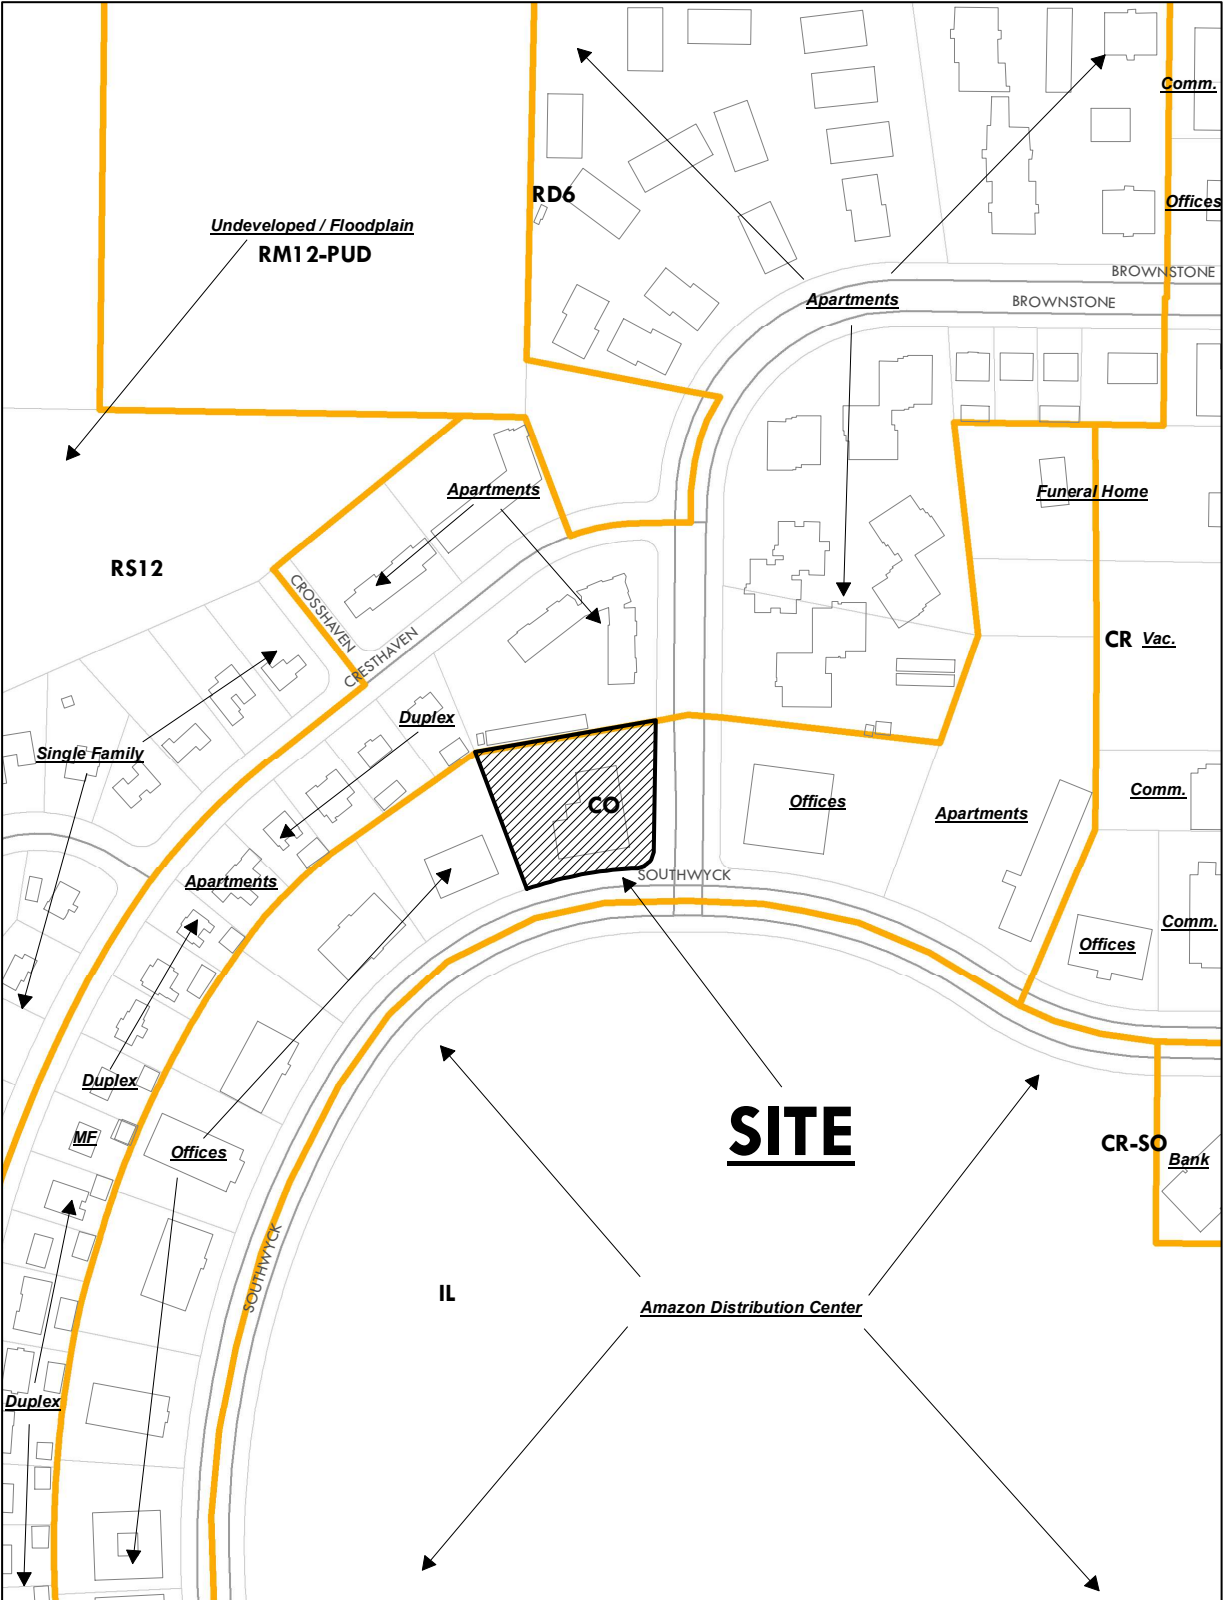 Comm.
RD6
Offices
Undeveloped / Floodplain
RM12-PUD
BROWNSTONE
BROWNSTONE
Apartments
Apartments
Funeral Home
RS12
CROSSHAVEN
CRESTHAVEN
CR Vac.
Duplex
Single Family
CO
Offices
Comm.
Apartments
SOUTHWYCK
Apartments
Comm.
Offices
Duplex
SITE
MF
Offices
CR-SO
Bank
SOUTHWYCK
IL
Amazon Distribution Center
Duplex